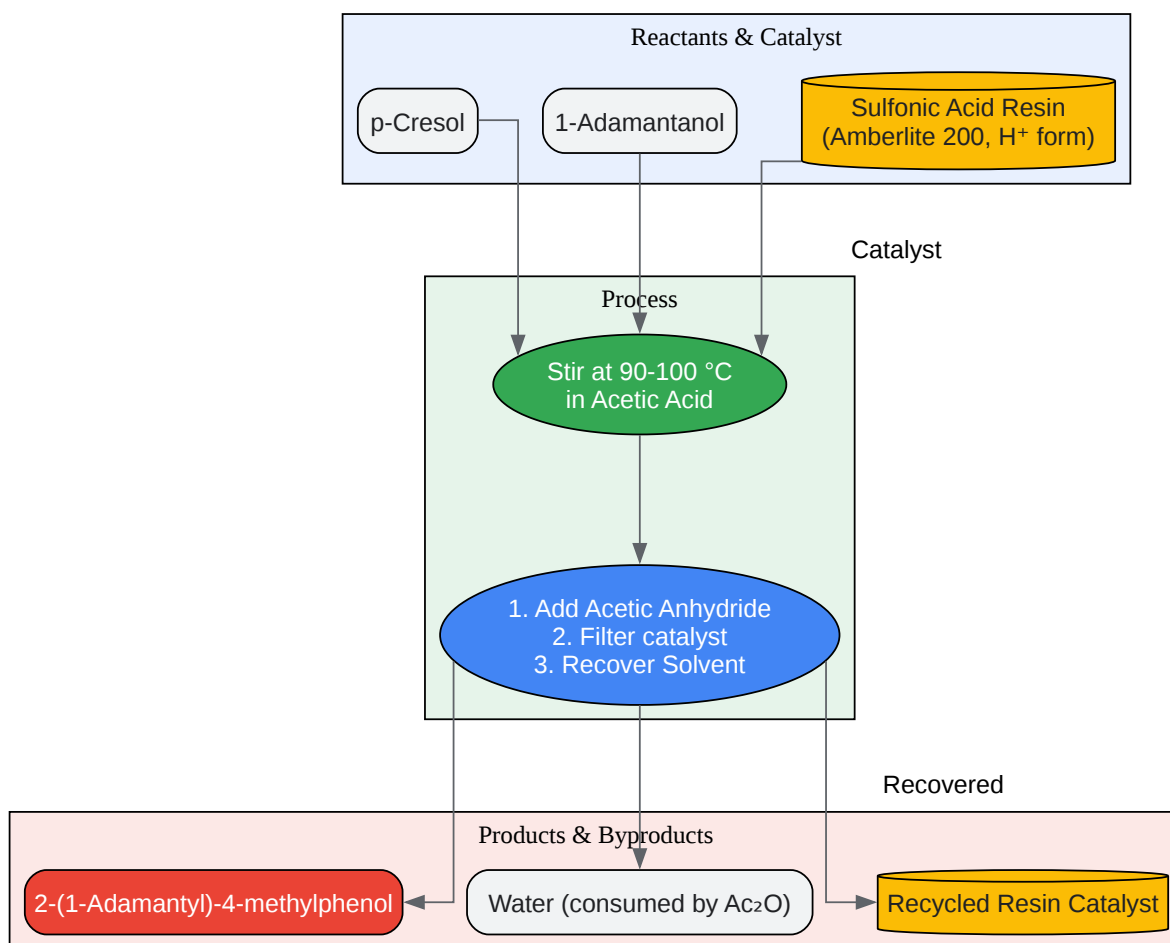 Reactants & Catalyst
p-Cresol
1-Adamantanol
Sulfonic Acid Resin
(Amberlite 200, H⁺ form)
Catalyst
Process
Stir at 90-100 °C
in Acetic Acid
1. Add Acetic Anhydride
2. Filter catalyst
3. Recover Solvent
Recovered
Products & Byproducts
2-(1-Adamantyl)-4-methylphenol
Water (consumed by Ac₂O)
Recycled Resin Catalyst